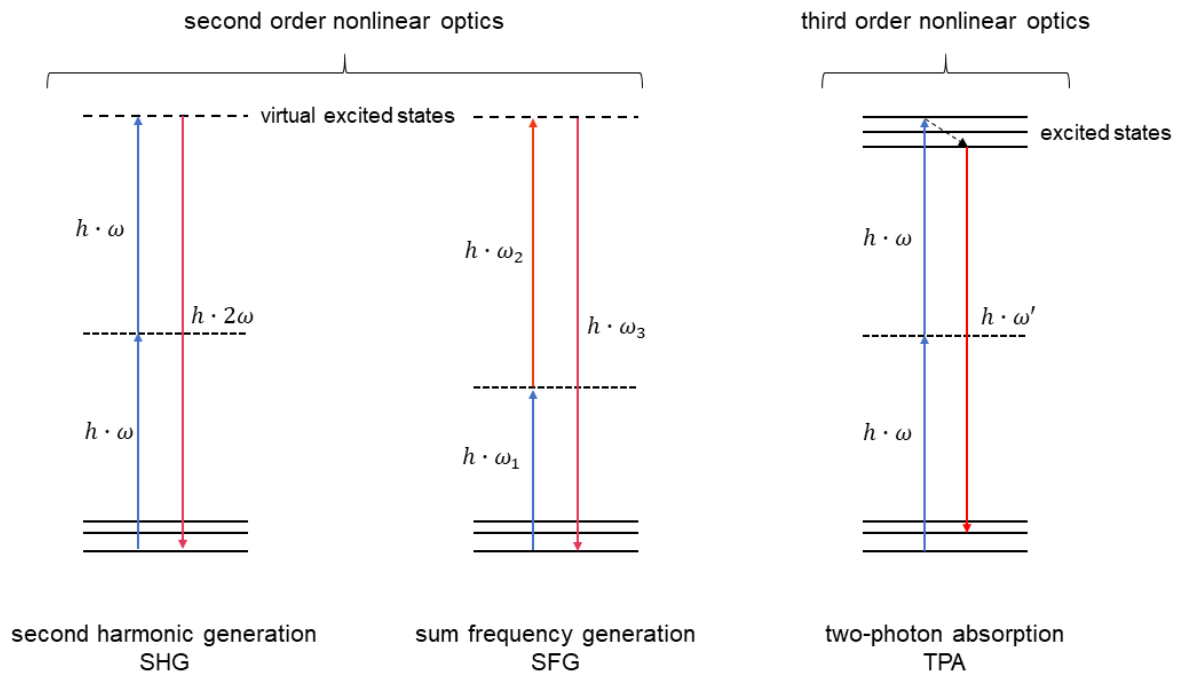 second order nonlinear optics
third order nonlinear optics
virtual excited states
excited states
h · ω
h · ω
h · 2ω
h · ω₂
h · ω₁
h · ω₃
h · ω
h · ω
h · ω′
second harmonic generation
SHG
sum frequency generation
SFG
two-photon absorption
TPA